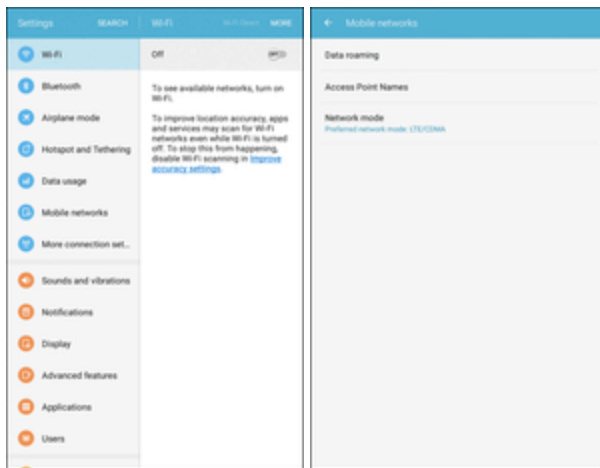 Settings
SEARCH
Wi-Fi
Wi-Fi Direct
MORE
Wi-Fi
Bluetooth
Airplane mode
Hotspot and Tethering
Data usage
Mobile networks
More connection set...
Sounds and vibrations
Notifications
Display
Advanced features
Applications
Users
Off
OFF
To see available networks, turn on
Wi-Fi.
To improve location accuracy, apps
and services may scan for Wi-Fi
networks even while Wi-Fi is turned
off. To stop this from happening,
disable Wi-Fi scanning in Improve
accuracy settings.
Mobile networks
Data roaming
Access Point Names
Network mode
Preferred network mode: LTE/CDMA